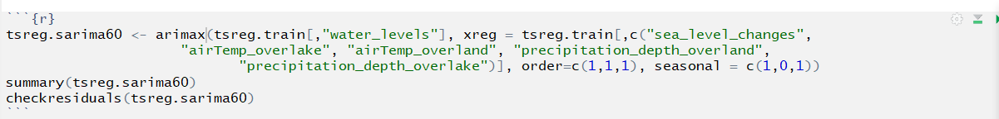 ```{r}
tsreg.sarima60 <- arimax(tsreg.train[,"water_levels"], xreg = tsreg.train[,c("sea_level_changes",
"airTemp_overlake", "airTemp_overland", "precipitation_depth_overland",
"precipitation_depth_overlake")], order=c(1,1,1), seasonal = c(1,0,1))
summary(tsreg.sarima60)
checkresiduals(tsreg.sarima60)
```